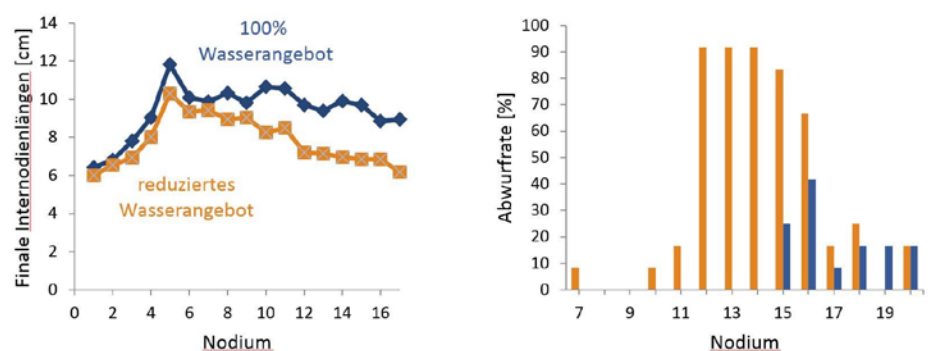 14
12
10
8
6
4
2
0
0 2 4 6 8 10 12 14 16
Finale Internodienlängen [cm]
Nodium
100%
Wasserangebot
reduziertes
Wasserangebot
100
90
80
70
60
50
40
30
20
10
0
7 9 11 13 15 17 19
Abwurfrate [%]
Nodium